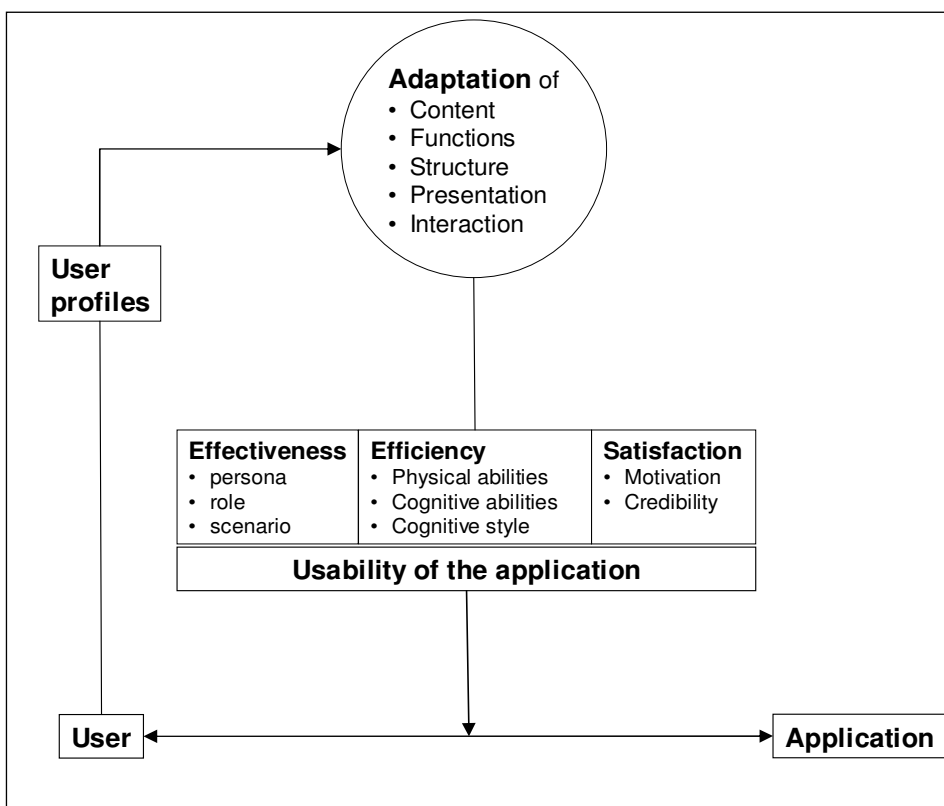 Adaptation of
• Content
• Functions
• Structure
• Presentation
• Interaction
User
profiles
Effectiveness
• persona
• role
• scenario
Efficiency
• Physical abilities
• Cognitive abilities
• Cognitive style
Satisfaction
• Motivation
• Credibility
Usability of the application
User
Application